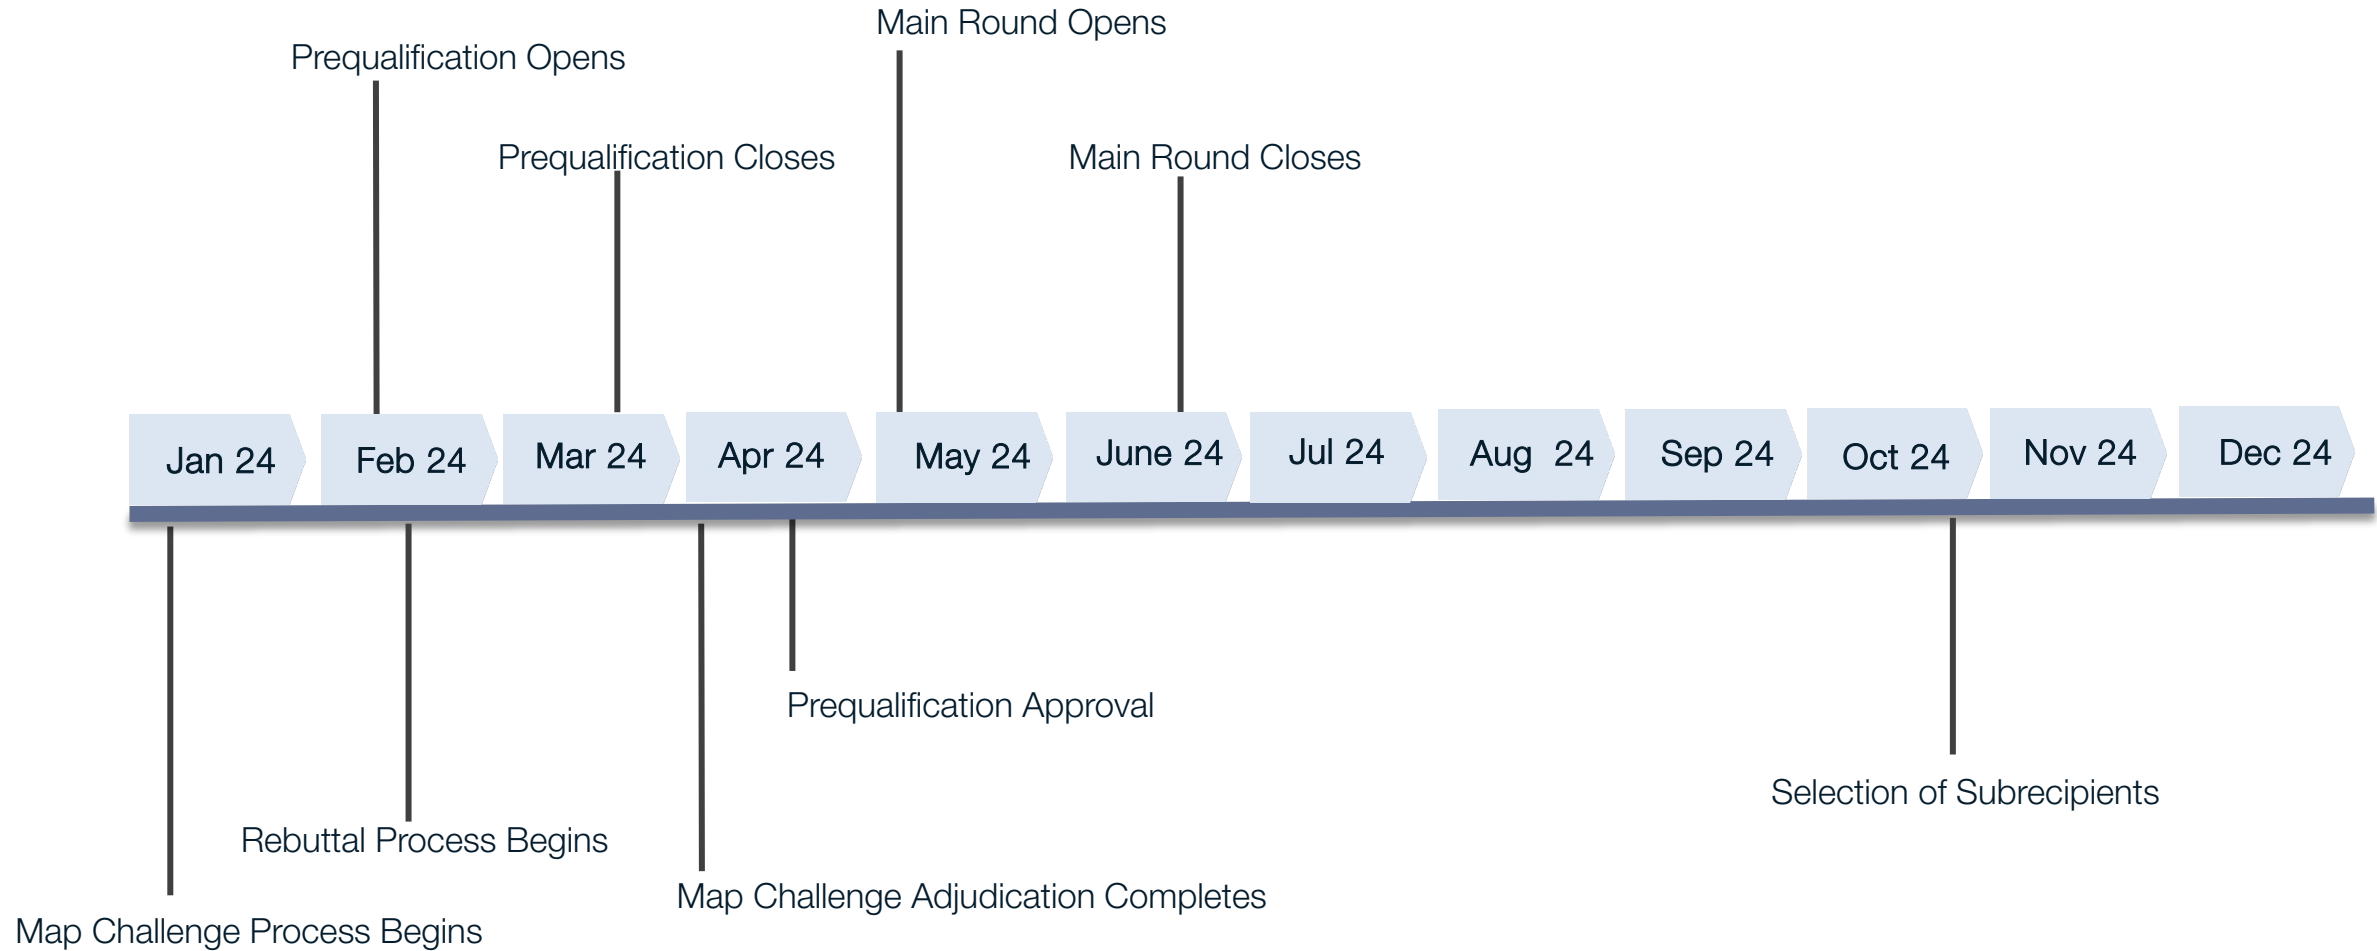 Main Round Opens
Prequalification Opens
Prequalification Closes
Main Round Closes
Jan 24
Feb 24
Mar 24
Apr 24
May 24
June 24
Jul 24
Aug  24
Sep 24
Oct 24
Nov 24
Dec 24
Prequalification Approval
Selection of Subrecipients
Rebuttal Process Begins
Map Challenge Adjudication Completes
Map Challenge Process Begins